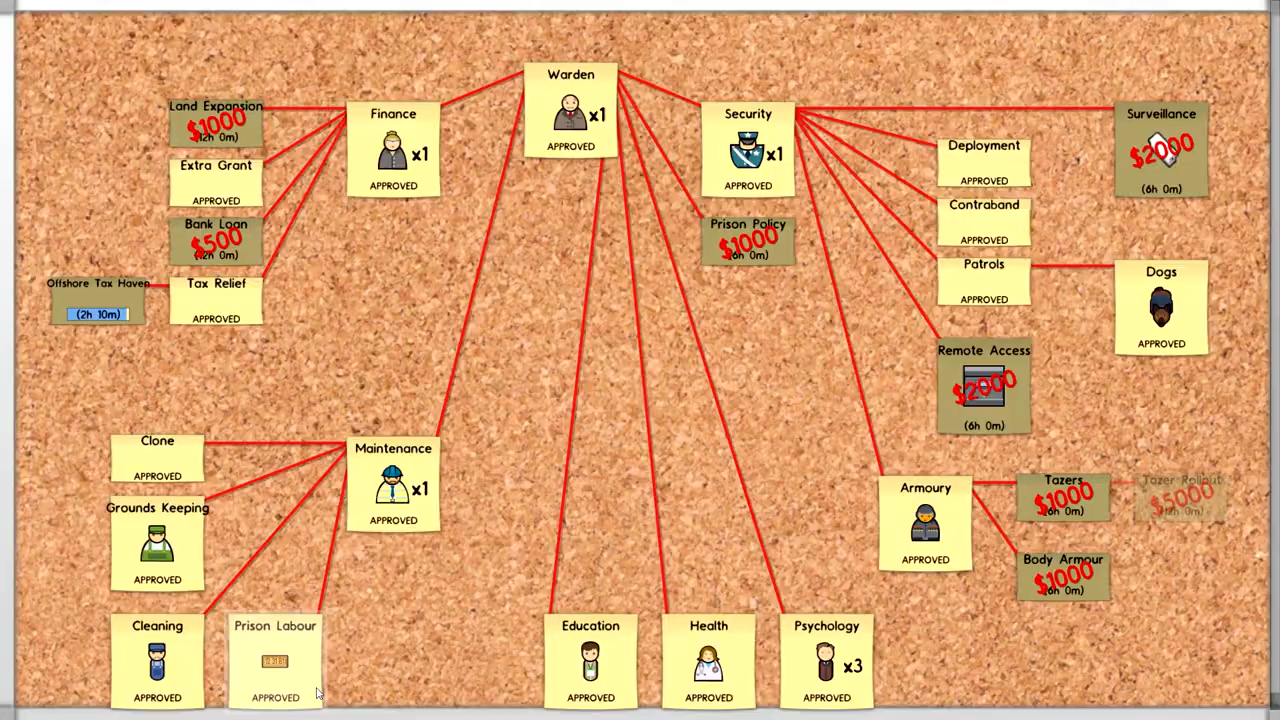 Warden
x1
APPROVED
Land Expansion
$1000
(12h 0m)
Finance
x1
APPROVED
Security
x1
APPROVED
Surveillance
$2000
(6h 0m)
Extra Grant
APPROVED
Deployment
APPROVED
Bank Loan
$500
(12h 0m)
Prison Policy
$1000
(6h 0m)
Contraband
APPROVED
Offshore Tax Haven
(2h 10m)
Tax Relief
APPROVED
Patrols
APPROVED
Dogs
APPROVED
Remote Access
$2000
(6h 0m)
Clone
APPROVED
Maintenance
x1
APPROVED
Grounds Keeping
APPROVED
Armoury
APPROVED
Tazers
$1000
(6h 0m)
Tazer Rollout
$5000
(12h 0m)
Body Armour
$1000
(6h 0m)
Cleaning
APPROVED
Prison Labour
APPROVED
Education
APPROVED
Health
APPROVED
Psychology
x3
APPROVED